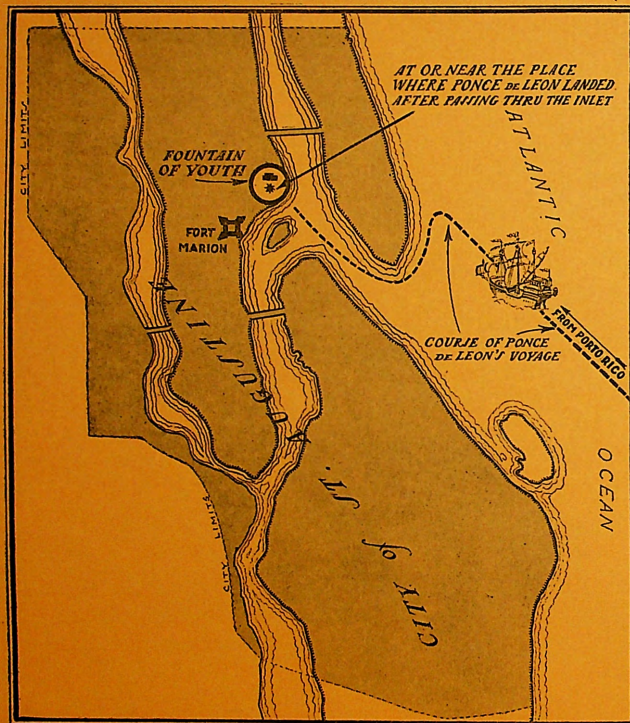 AT OR NEAR THE PLACE
WHERE PONCE DE LEON LANDED
AFTER PASSING THRU THE INLET
ATLANTIC
CITY LIMITS
FOUNTAIN
OF YOUTH
FORT
MARION
FROM PORTO RICO
COURSE OF PONCE
DE LEON'S VOYAGE
OCEAN
CITY of ST. AUGUSTINE
CITY LIMITS